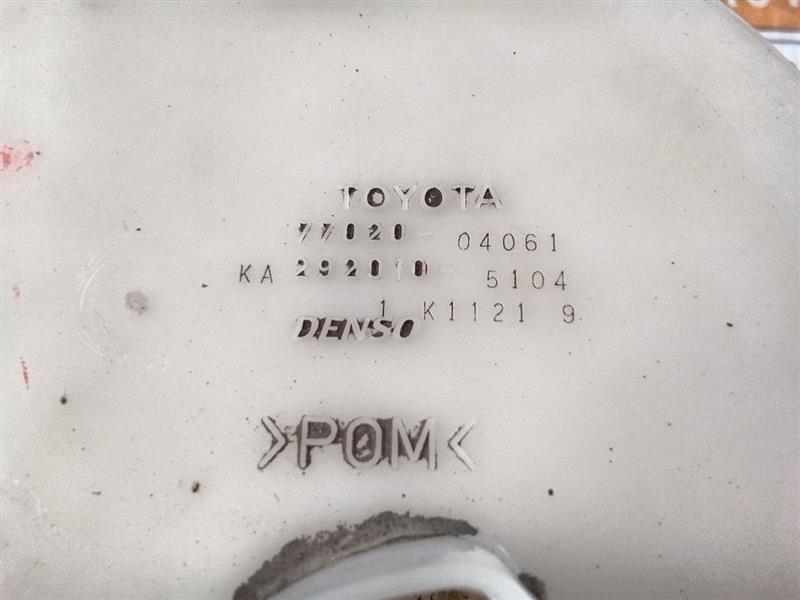 TOYOTA
77020-04061
KA 292010-5104
1 K1121 9
DENSO
>POM<